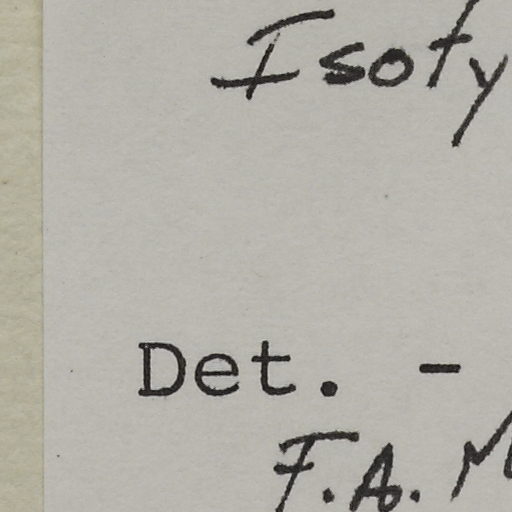 Isoty
Det. -
F.A. M